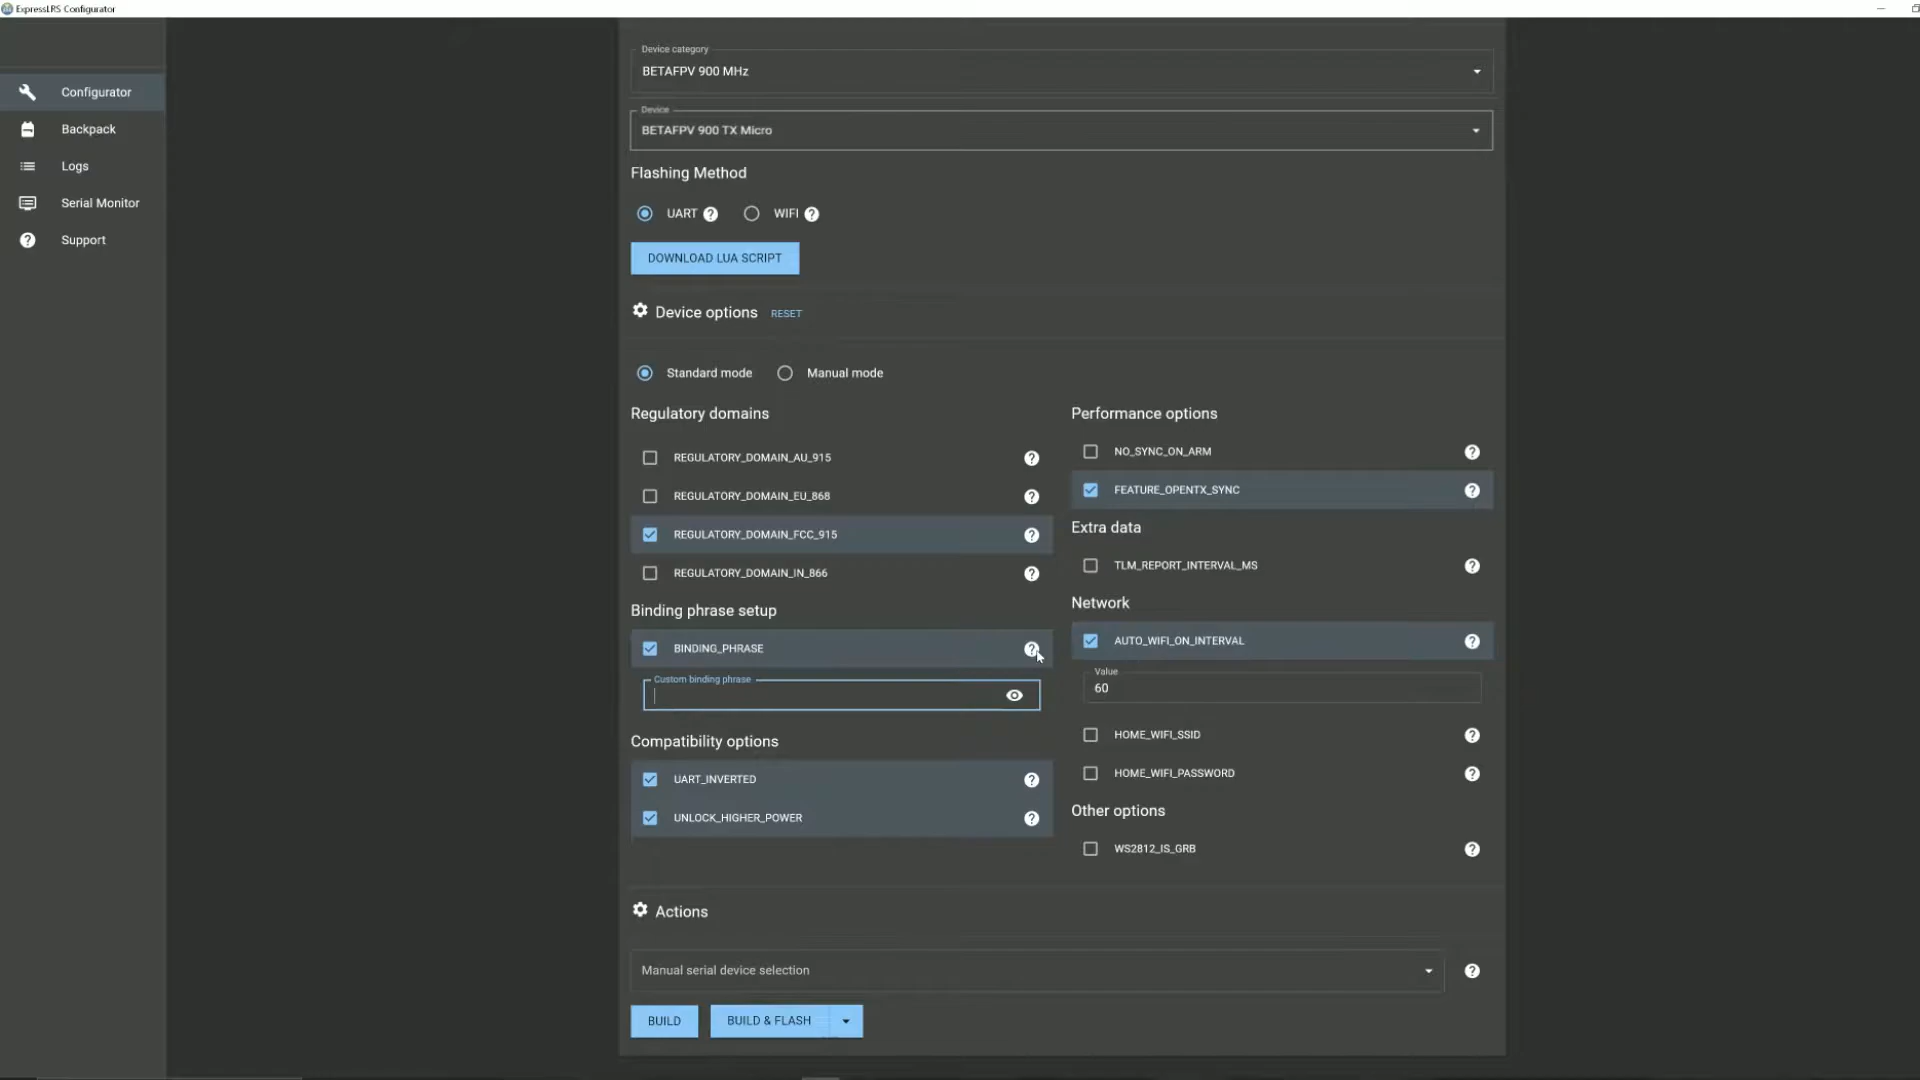 ExpressLRS Configurator
Configurator
Backpack
Logs
Serial Monitor
Support
Device category
BETAFPV 900 MHz
Device
BETAFPV 900 TX Micro
Flashing Method
UART
WIFI
DOWNLOAD LUA SCRIPT
Device options RESET
Standard mode
Manual mode
Regulatory domains
REGULATORY_DOMAIN_AU_915
REGULATORY_DOMAIN_EU_868
REGULATORY_DOMAIN_FCC_915
REGULATORY_DOMAIN_IN_866
Binding phrase setup
BINDING_PHRASE
Custom binding phrase
Compatibility options
UART_INVERTED
UNLOCK_HIGHER_POWER
Performance options
NO_SYNC_ON_ARM
FEATURE_OPENTX_SYNC
Extra data
TLM_REPORT_INTERVAL_MS
Network
AUTO_WIFI_ON_INTERVAL
Value
60
HOME_WIFI_SSID
HOME_WIFI_PASSWORD
Other options
WS2812_IS_GRB
Actions
Manual serial device selection
BUILD
BUILD & FLASH